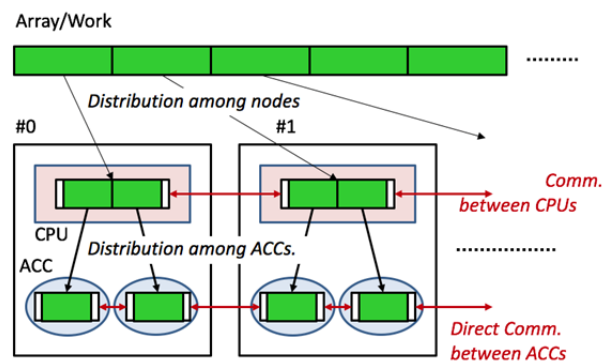 Array/Work
Distribution among nodes
#0
#1
Comm.
between CPUs
CPU
Distribution among ACCs.
ACC
Direct Comm.
between ACCs